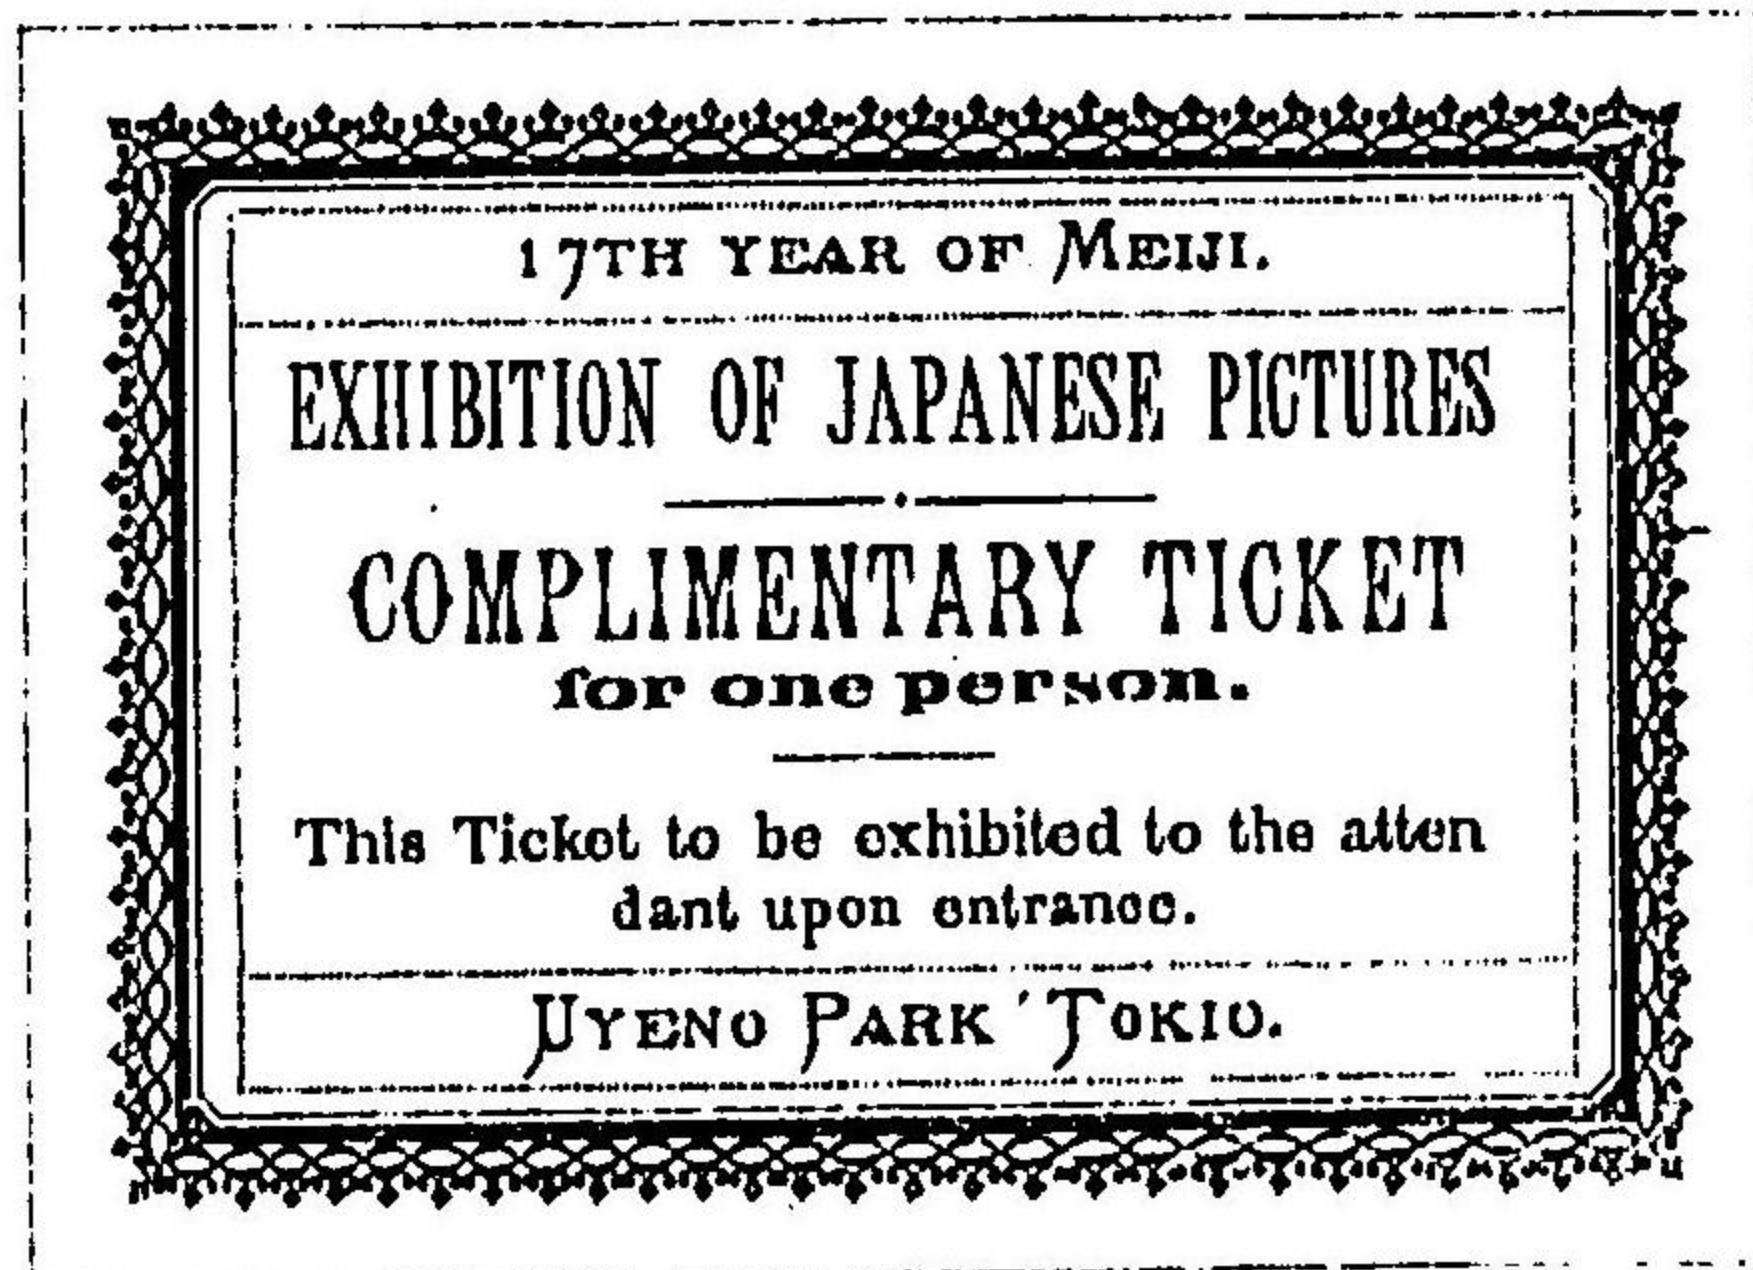 17TH YEAR OF MEIJI.
EXHIBITION OF JAPANESE PICTURES
COMPLIMENTARY TICKET
for one person.
This Ticket to be exhibited to the atten
dant upon entrance.
UYENO PARK 'TOKIO.